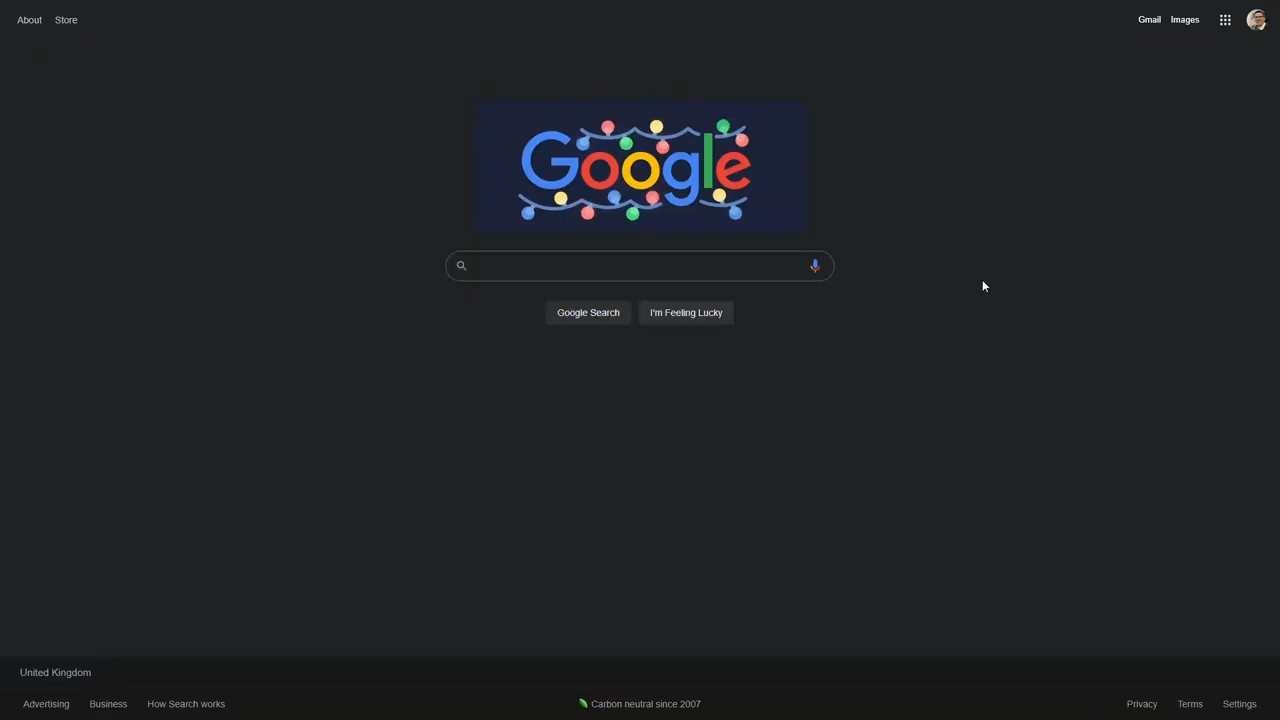 About Store
Gmail Images
Google
Google Search I'm Feeling Lucky
United Kingdom
Advertising Business How Search works
Carbon neutral since 2007
Privacy Terms Settings